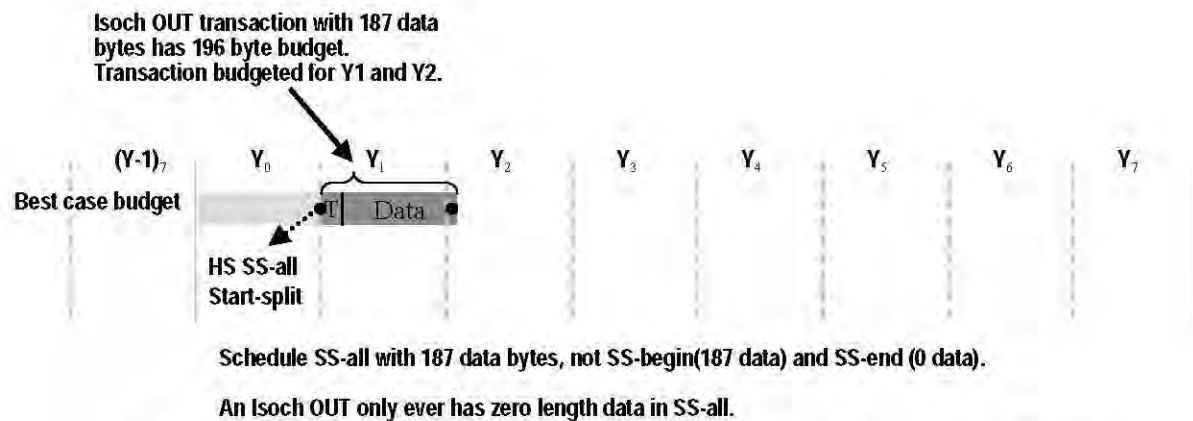 Isoch OUT transaction with 187 data
bytes has 196 byte budget.
Transaction budgeted for Y1 and Y2.
(Y-1)₇ Y₀ Y₁ Y₂ Y₃ Y₄ Y₅ Y₆ Y₇
Best case budget
T Data
HS SS-all
Start-split
Schedule SS-all with 187 data bytes, not SS-begin(187 data) and SS-end (0 data).
An Isoch OUT only ever has zero length data in SS-all.